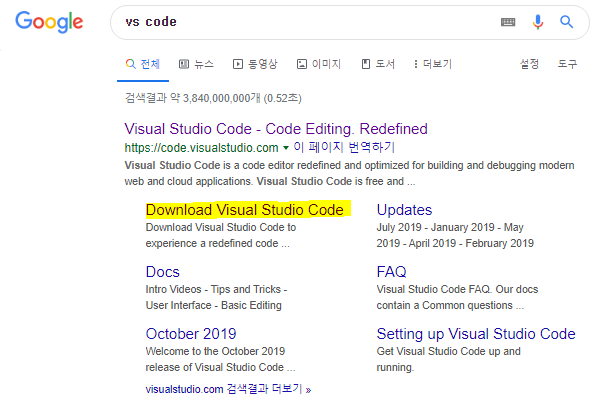 Google
vs code
전체 뉴스 동영상 이미지 도서 더보기 설정 도구
검색결과 약 3,840,000,000개 (0.52초)
Visual Studio Code - Code Editing. Redefined
https://code.visualstudio.com ▼ 이 페이지 번역하기
Visual Studio Code is a code editor redefined and optimized for building and debugging modern
web and cloud applications. Visual Studio Code is free and ...
Download Visual Studio Code
Download Visual Studio Code to
experience a redefined code ...
Updates
July 2019 - January 2019 - May
2019 - April 2019 - February 2019
Docs
Intro Videos - Tips and Tricks -
User Interface - Basic Editing
FAQ
Visual Studio Code FAQ. Our docs
contain a Common questions ...
October 2019
Welcome to the October 2019
release of Visual Studio Code ...
Setting up Visual Studio Code
Get Visual Studio Code up and
running.
visualstudio.com 검색결과 더보기 »